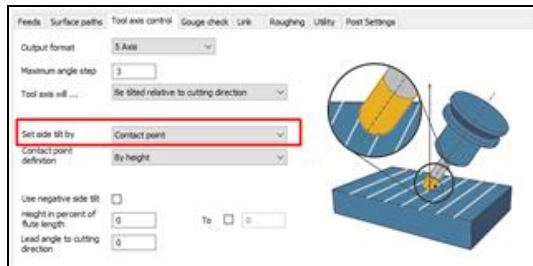 Feeds Surface paths Tool axis control Gouge check Link Roughing Utility Post Settings
Output format 5 Axis
Maximum angle step 3
Tool axis will ... Be tilted relative to cutting direction
Set side tilt by Contact point
Contact point
definition By height
Use negative side tilt
Height in percent of
flute length 0 To 0
Lead angle to cutting
direction 0